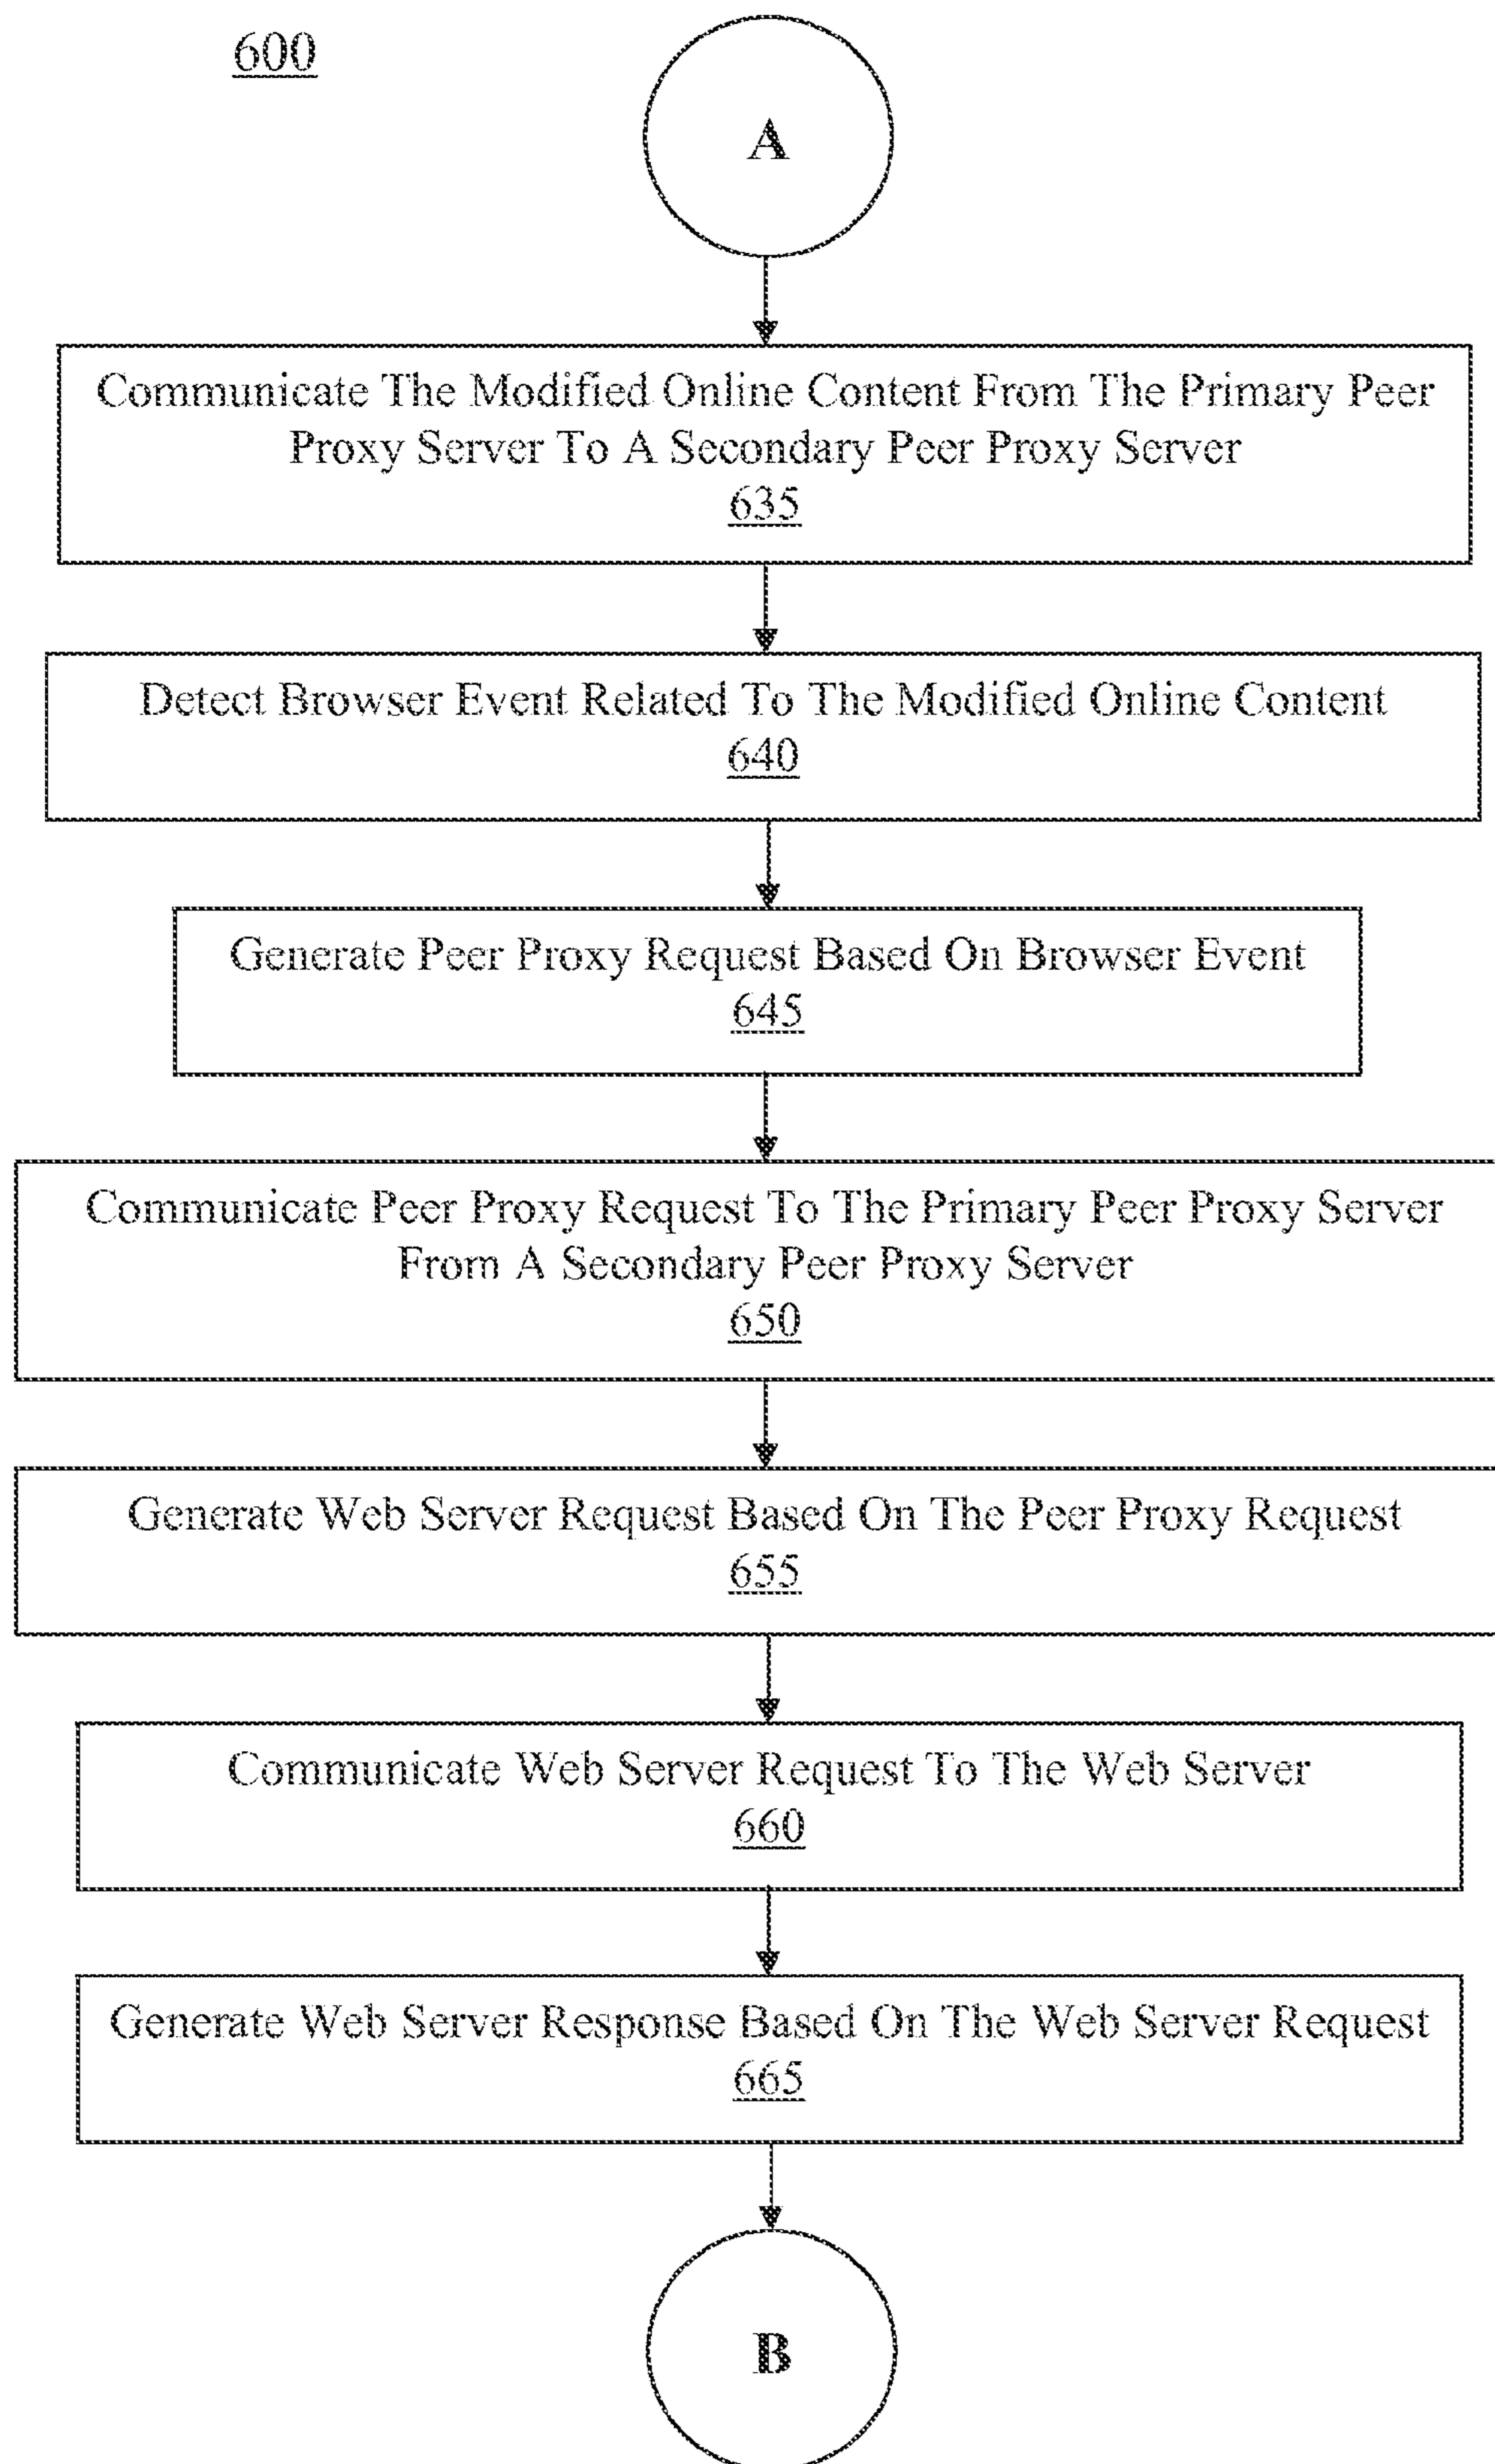 600
A
Communicate The Modified Online Content From The Primary Peer
Proxy Server To A Secondary Peer Proxy Server
635
Detect Browser Event Related To The Modified Online Content
640
Generate Peer Proxy Request Based On Browser Event
645
Communicate Peer Proxy Request To The Primary Peer Proxy Server
From A Secondary Peer Proxy Server
650
Generate Web Server Request Based On The Peer Proxy Request
655
Communicate Web Server Request To The Web Server
660
Generate Web Server Response Based On The Web Server Request
665
B